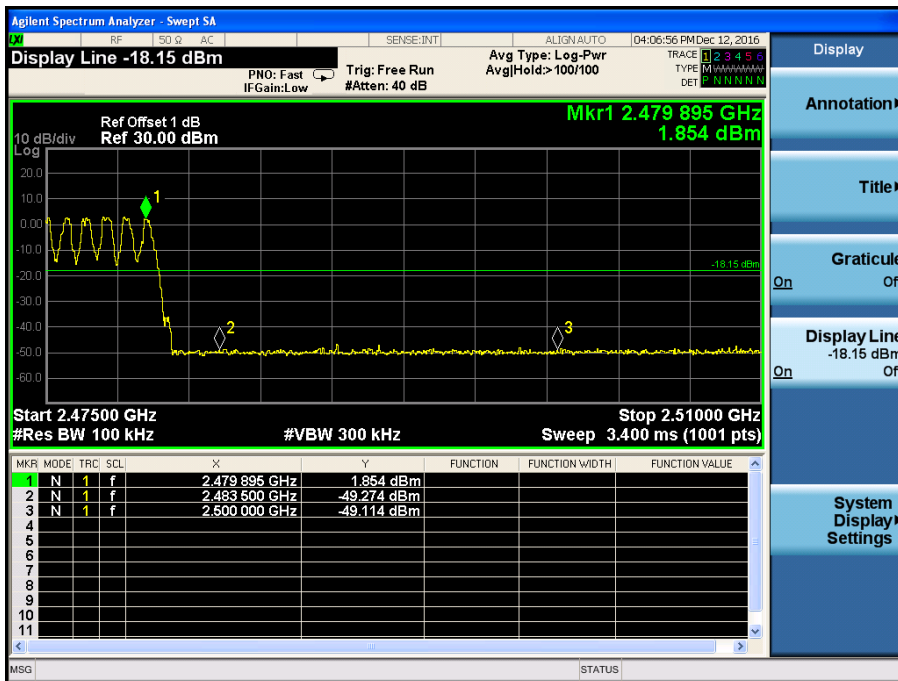 Agilent Spectrum Analyzer - Swept SA
LXI RF 50 Ω AC SENSE:INT ALIGN AUTO 04:06:56 PM Dec 12, 2016
Display Line -18.15 dBm
PNO: Fast
IFGain:Low
Trig: Free Run
#Atten: 40 dB
Avg Type: Log-Pwr
Avg|Hold:>100/100
TRACE 1 2 3 4 5 6
TYPE M WWWWW
DET P N N N N N
Mkr1 2.479 895 GHz
1.854 dBm
Ref Offset 1 dB
10 dB/div Ref 30.00 dBm
Log
20.0
10.0
0.00
-10.0
-20.0
-30.0
-40.0
-50.0
-60.0
1
-18.15 dBm
2
3
Start 2.47500 GHz Stop 2.51000 GHz
#Res BW 100 kHz #VBW 300 kHz Sweep 3.400 ms (1001 pts)
MKR MODE TRC SCL X Y FUNCTION FUNCTION WIDTH FUNCTION VALUE
1 N 1 f 2.479 895 GHz 1.854 dBm
2 N 1 f 2.483 500 GHz -49.274 dBm
3 N 1 f 2.500 000 GHz -49.114 dBm
4
5
6
7
8
9
10
11
MSG STATUS
Display
Annotation
Title
Graticule
On Of
Display Line
-18.15 dBm
On Of
System
Display
Settings